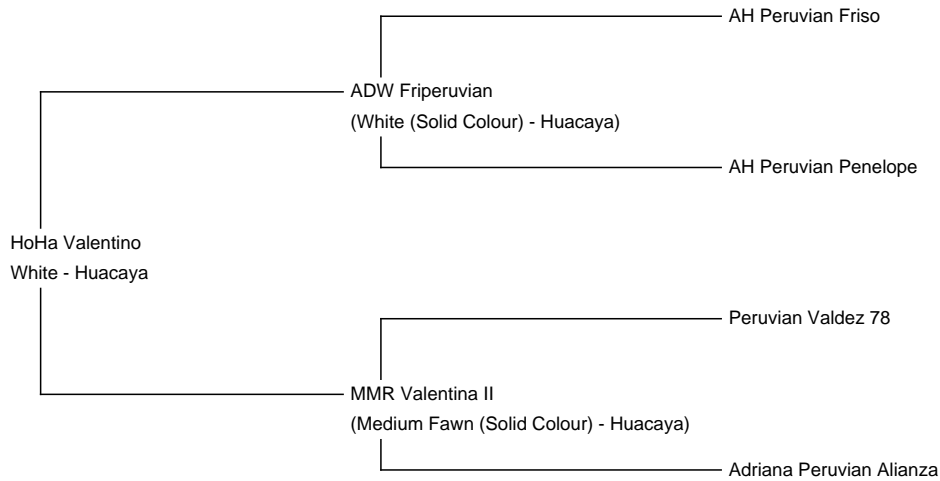 AH Peruvian Friso
ADW Friperuvian
(White (Solid Colour) - Huacaya)
AH Peruvian Penelope
HoHa Valentino
White - Huacaya
Peruvian Valdez 78
MMR Valentina II
(Medium Fawn (Solid Colour) - Huacaya)
Adriana Peruvian Alianza